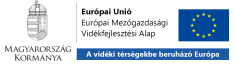 Európai Unió
Európai Mezőgazdasági
Vidékfejlesztési Alap
MAGYARORSZÁG
KORMÁNYA
A vidéki térségekbe beruházó Európa